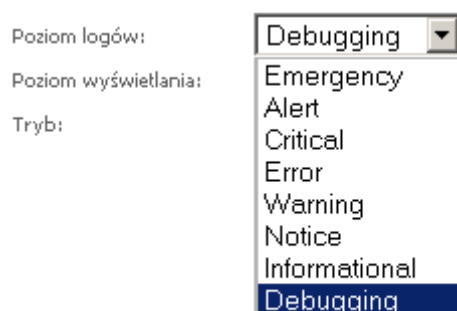 Poziom logów: Debugging
Poziom wyświetlania: Emergency
Alert
Tryb:
Critical
Error
Warning
Notice
Informational
Debugging